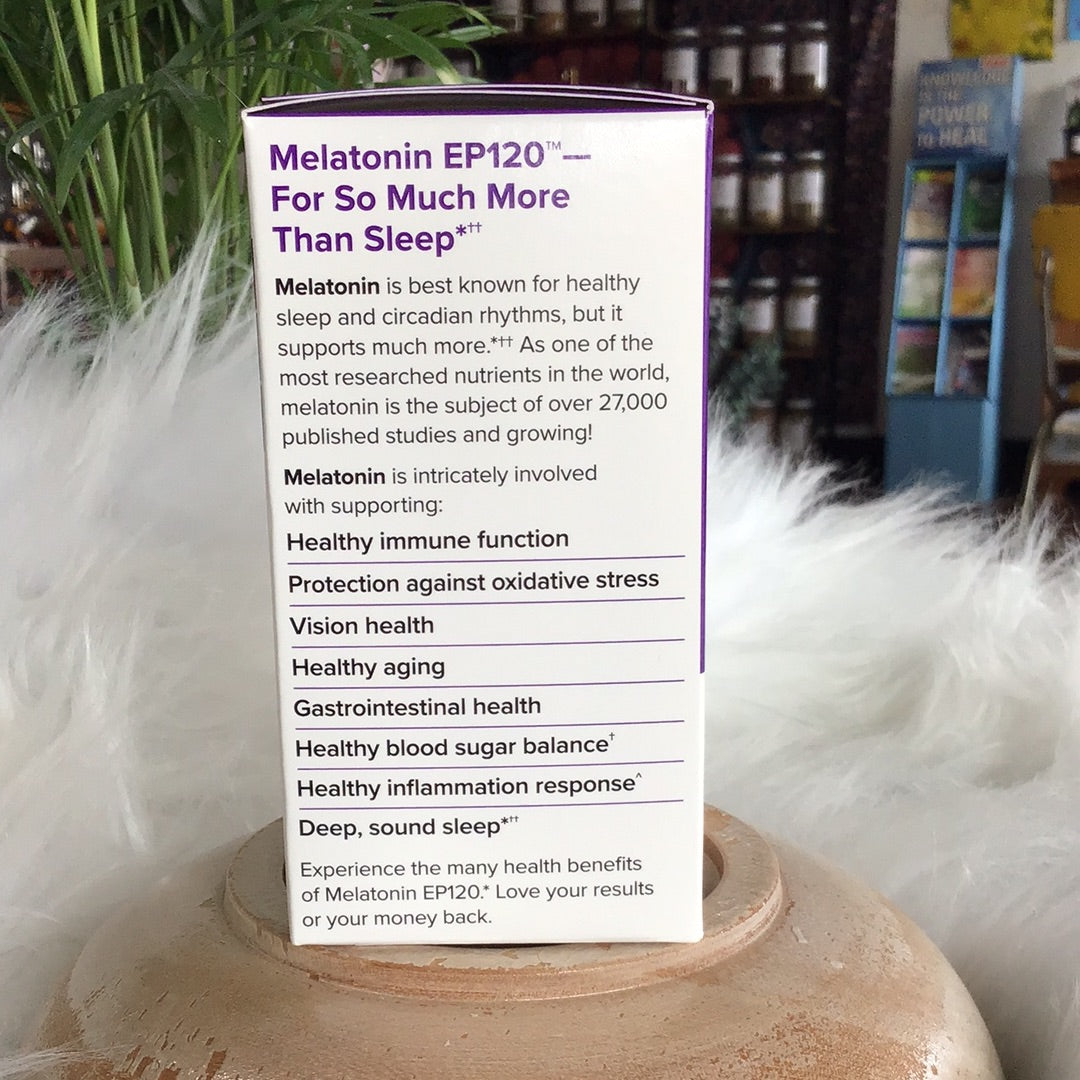 Melatonin EP120™—
For So Much More
Than Sleep*††
Melatonin is best known for healthy
sleep and circadian rhythms, but it
supports much more.*†† As one of the
most researched nutrients in the world,
melatonin is the subject of over 27,000
published studies and growing!
Melatonin is intricately involved
with supporting:
Healthy immune function
Protection against oxidative stress
Vision health
Healthy aging
Gastrointestinal health
Healthy blood sugar balance†
Healthy inflammation response^
Deep, sound sleep*††
Experience the many health benefits
of Melatonin EP120.* Love your results
or your money back.
KNOWLEDGE
IS THE
POWER
TO HEAL